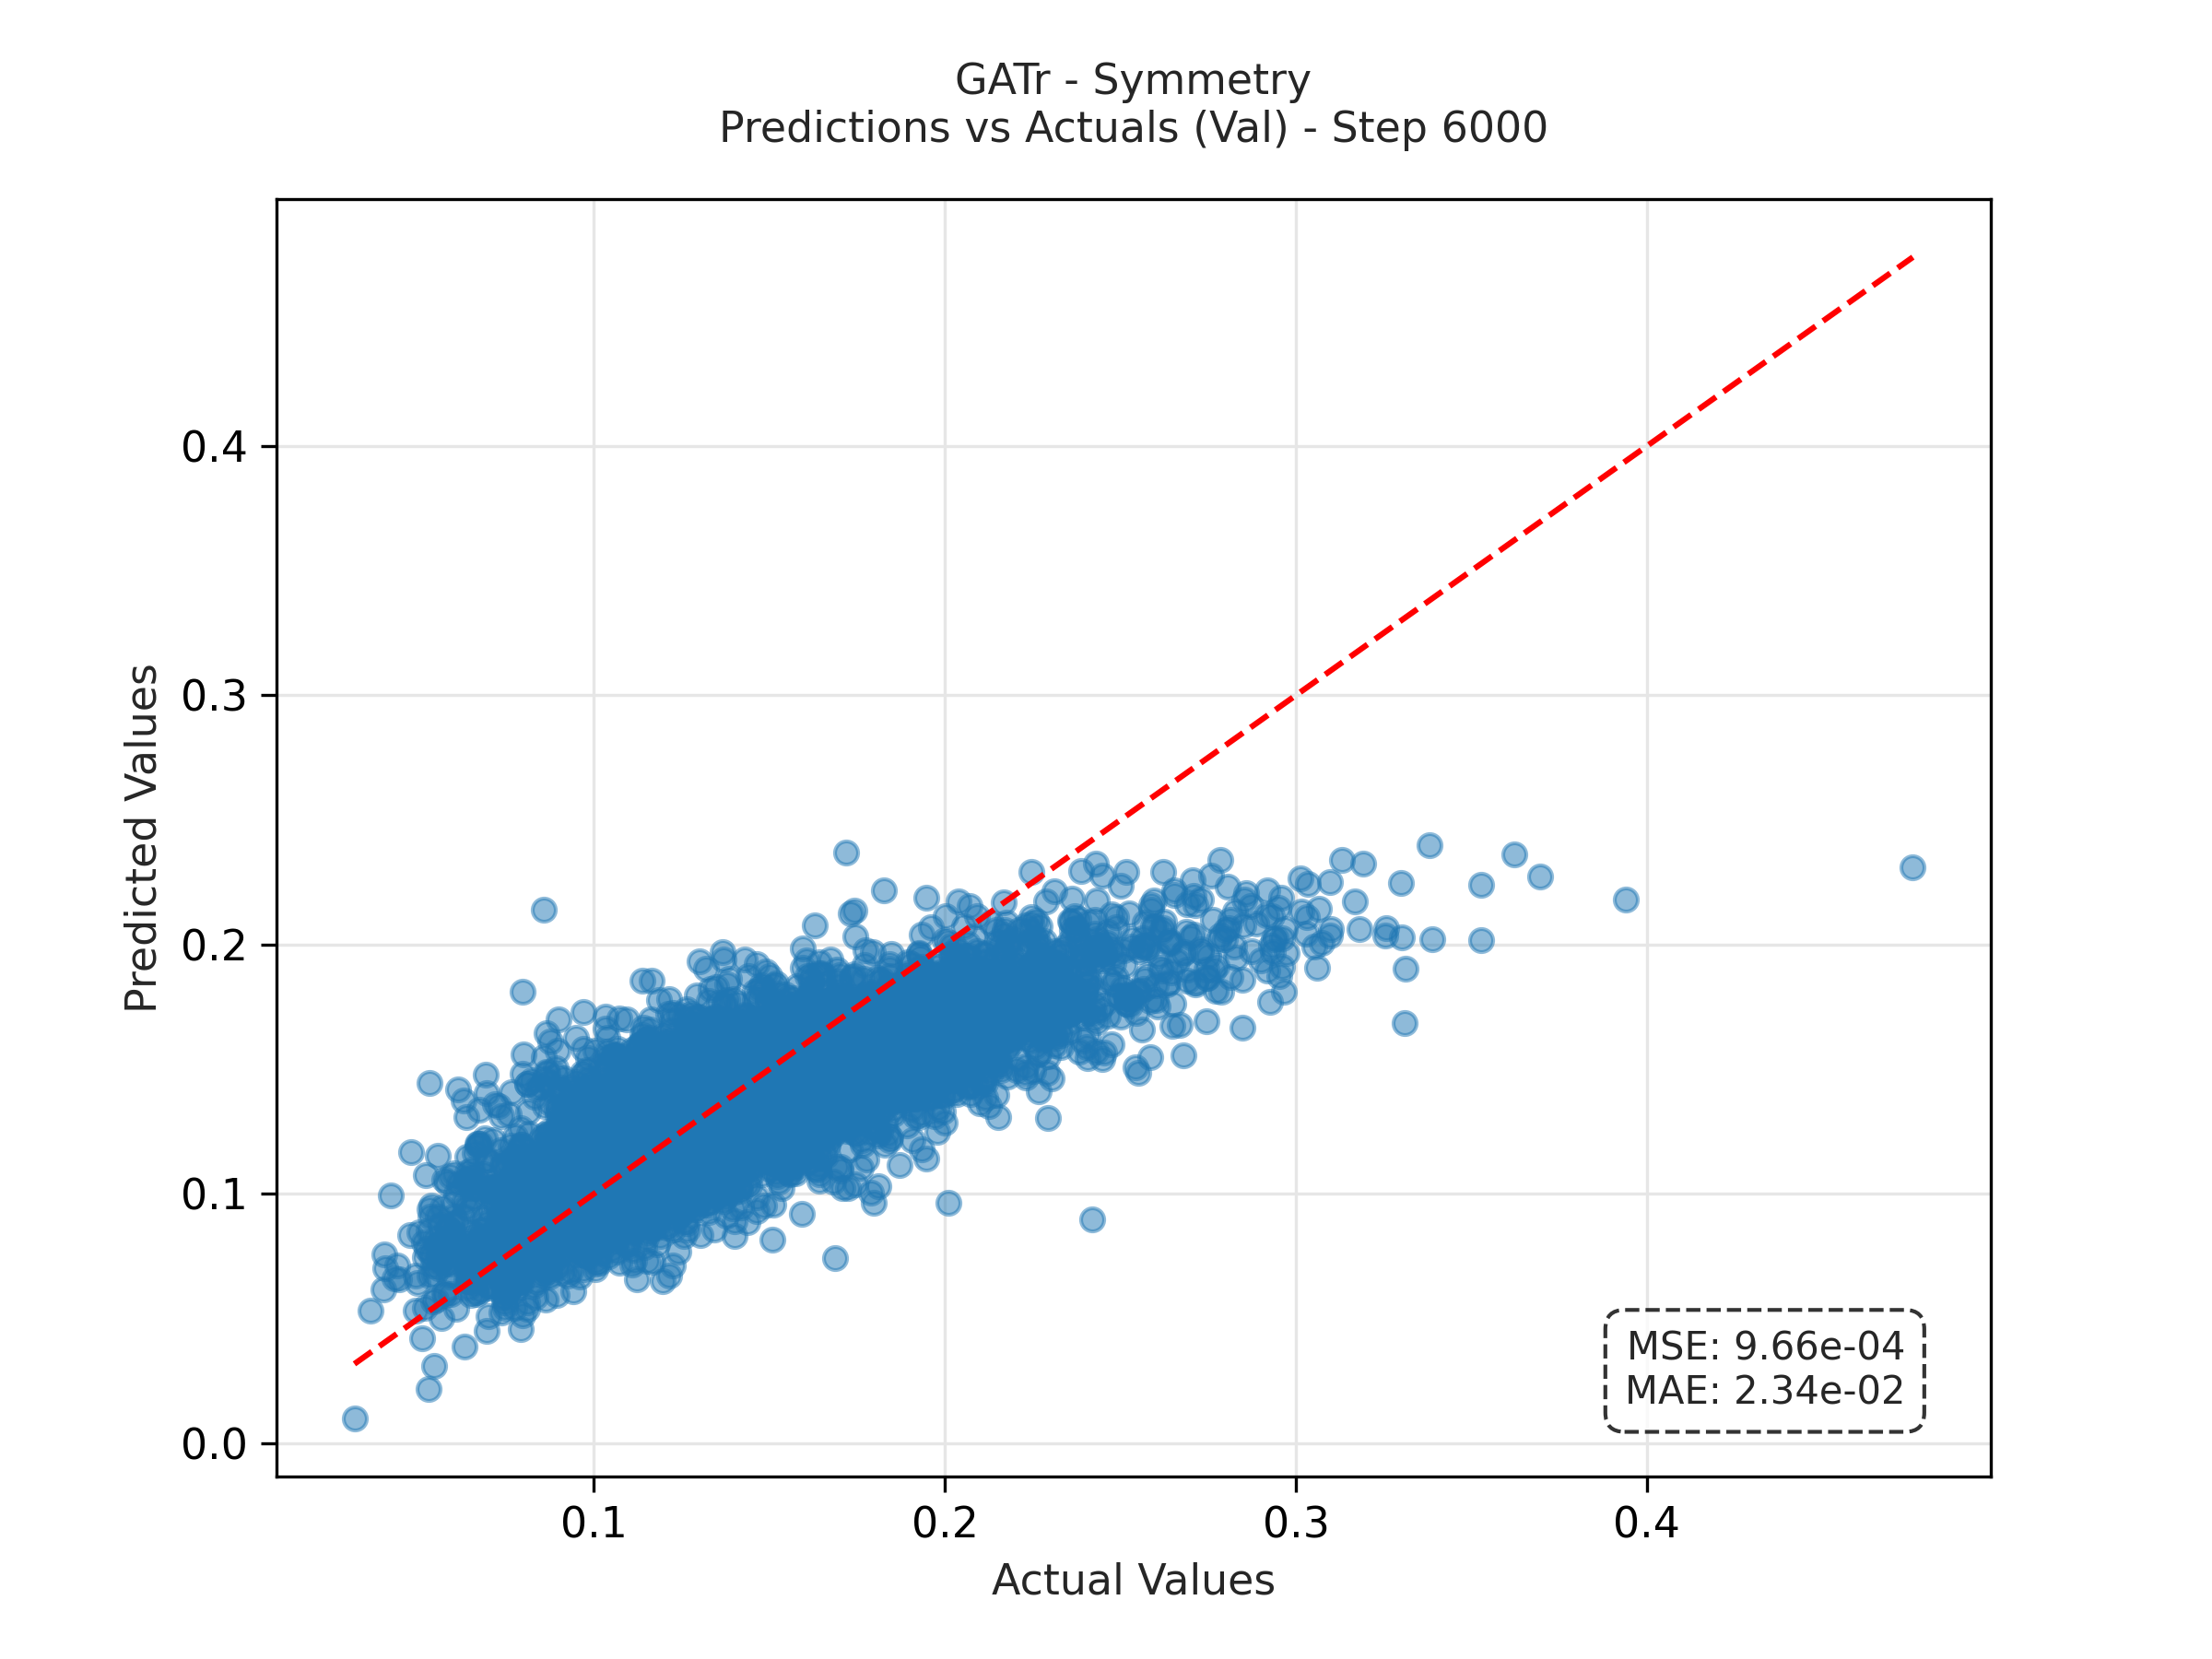 GATr - Symmetry
Predictions vs Actuals (Val) - Step 6000
Predicted Values
0.4
0.3
0.2
0.1
0.0
MSE: 9.66e-04
MAE: 2.34e-02
0.1 0.2 0.3 0.4
Actual Values